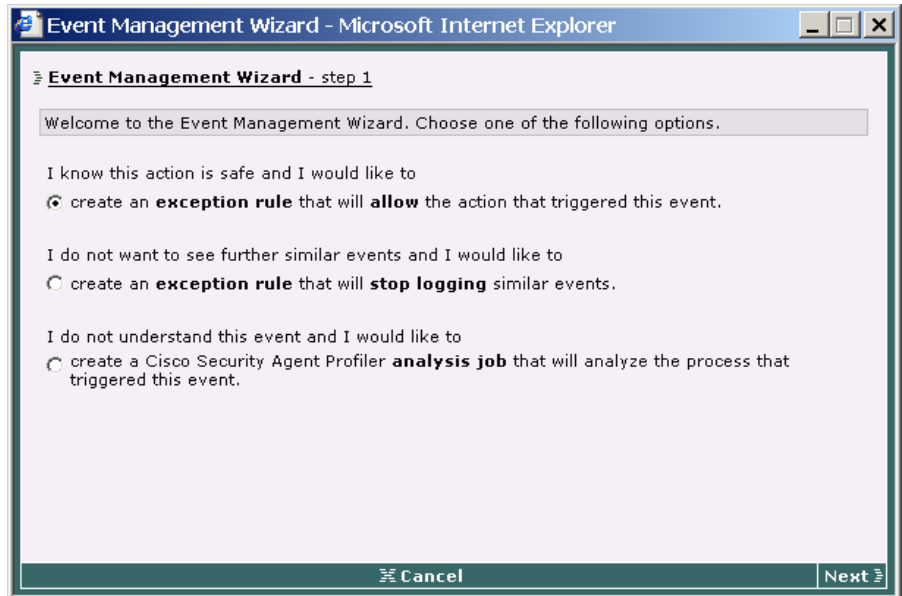 Event Management Wizard - Microsoft Internet Explorer
Event Management Wizard - step 1
Welcome to the Event Management Wizard. Choose one of the following options.
I know this action is safe and I would like to
create an exception rule that will allow the action that triggered this event.
I do not want to see further similar events and I would like to
create an exception rule that will stop logging similar events.
I do not understand this event and I would like to
create a Cisco Security Agent Profiler analysis job that will analyze the process that
triggered this event.
Cancel
Next